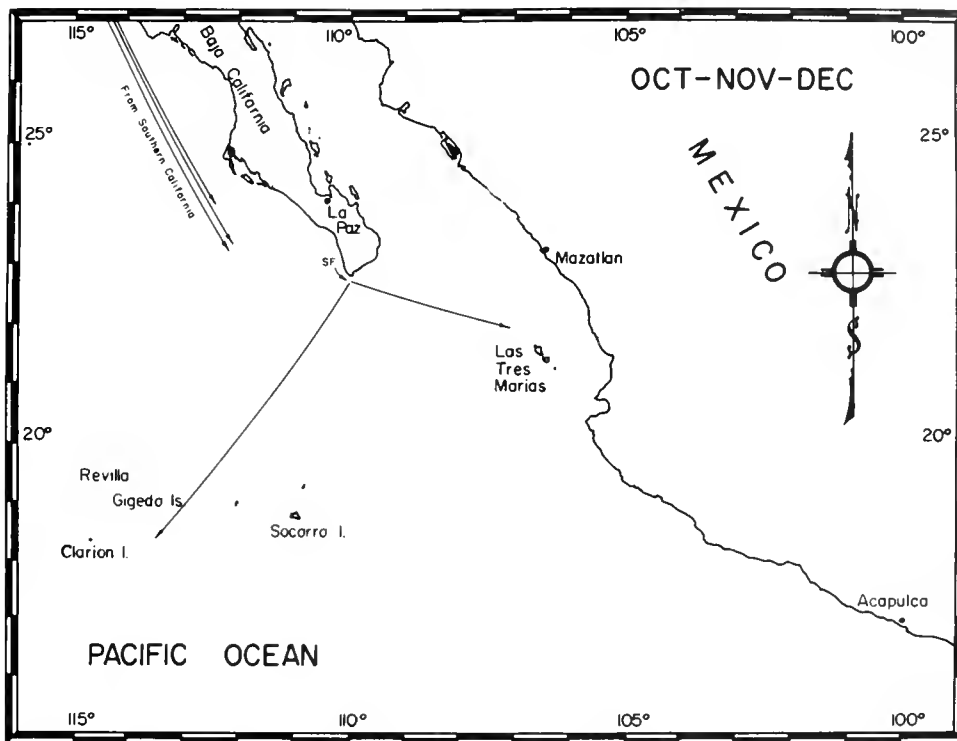 115°
110°
105°
100°
OCT-NOV-DEC
Baja
California
From Southern California
25°
25°
MEXICO
La
Paz
SF
Mazatlan
S
Las
Tres
Marias
20°
20°
Revilla
Gigedo Is.
Clarion I.
Socorro I.
Acapulca
PACIFIC OCEAN
115°
110°
105°
100°